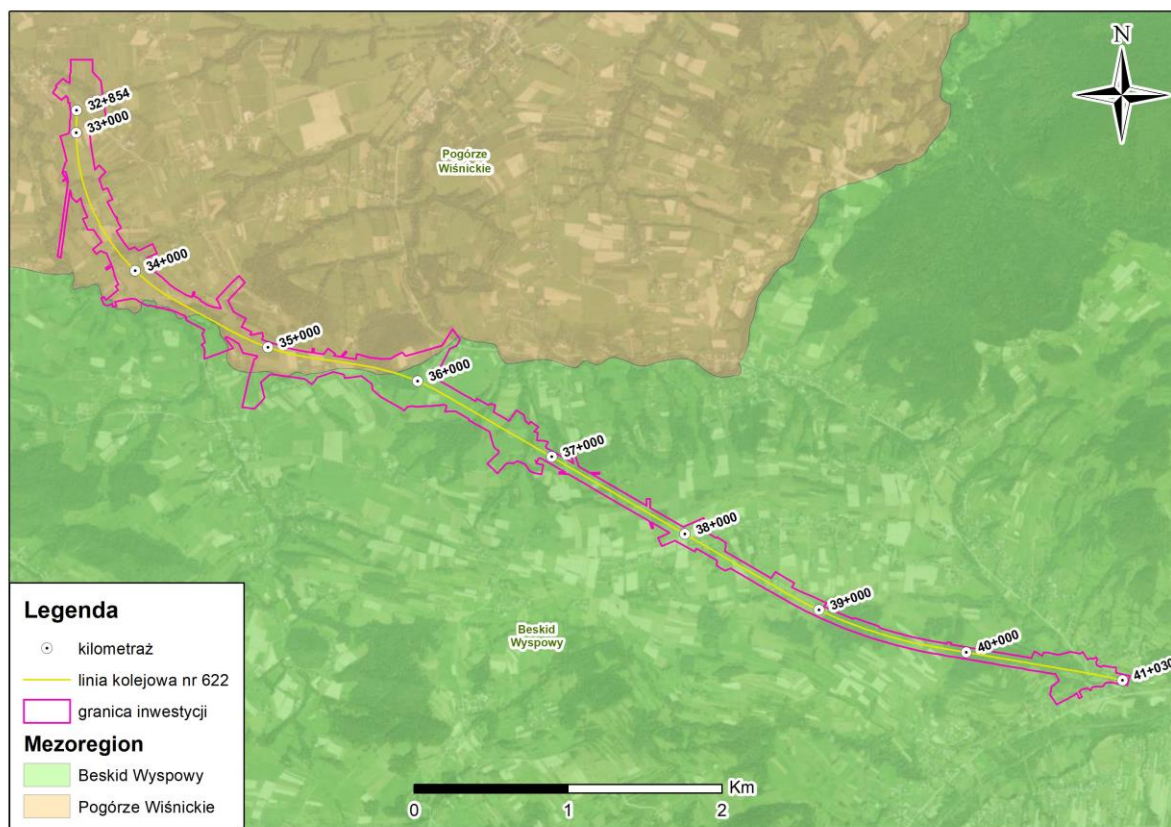 N
32+854
33+000
Pogórze
Wiśnickie
34+000
35+000
36+000
37+000
38+000
39+000
40+000
41+030
Beskid
Wyspowy
Legenda
kilometraż
linia kolejowa nr 622
granica inwestycji
Mezoregion
Beskid Wyspowy
Pogórze Wiśnickie
Km
0 1 2